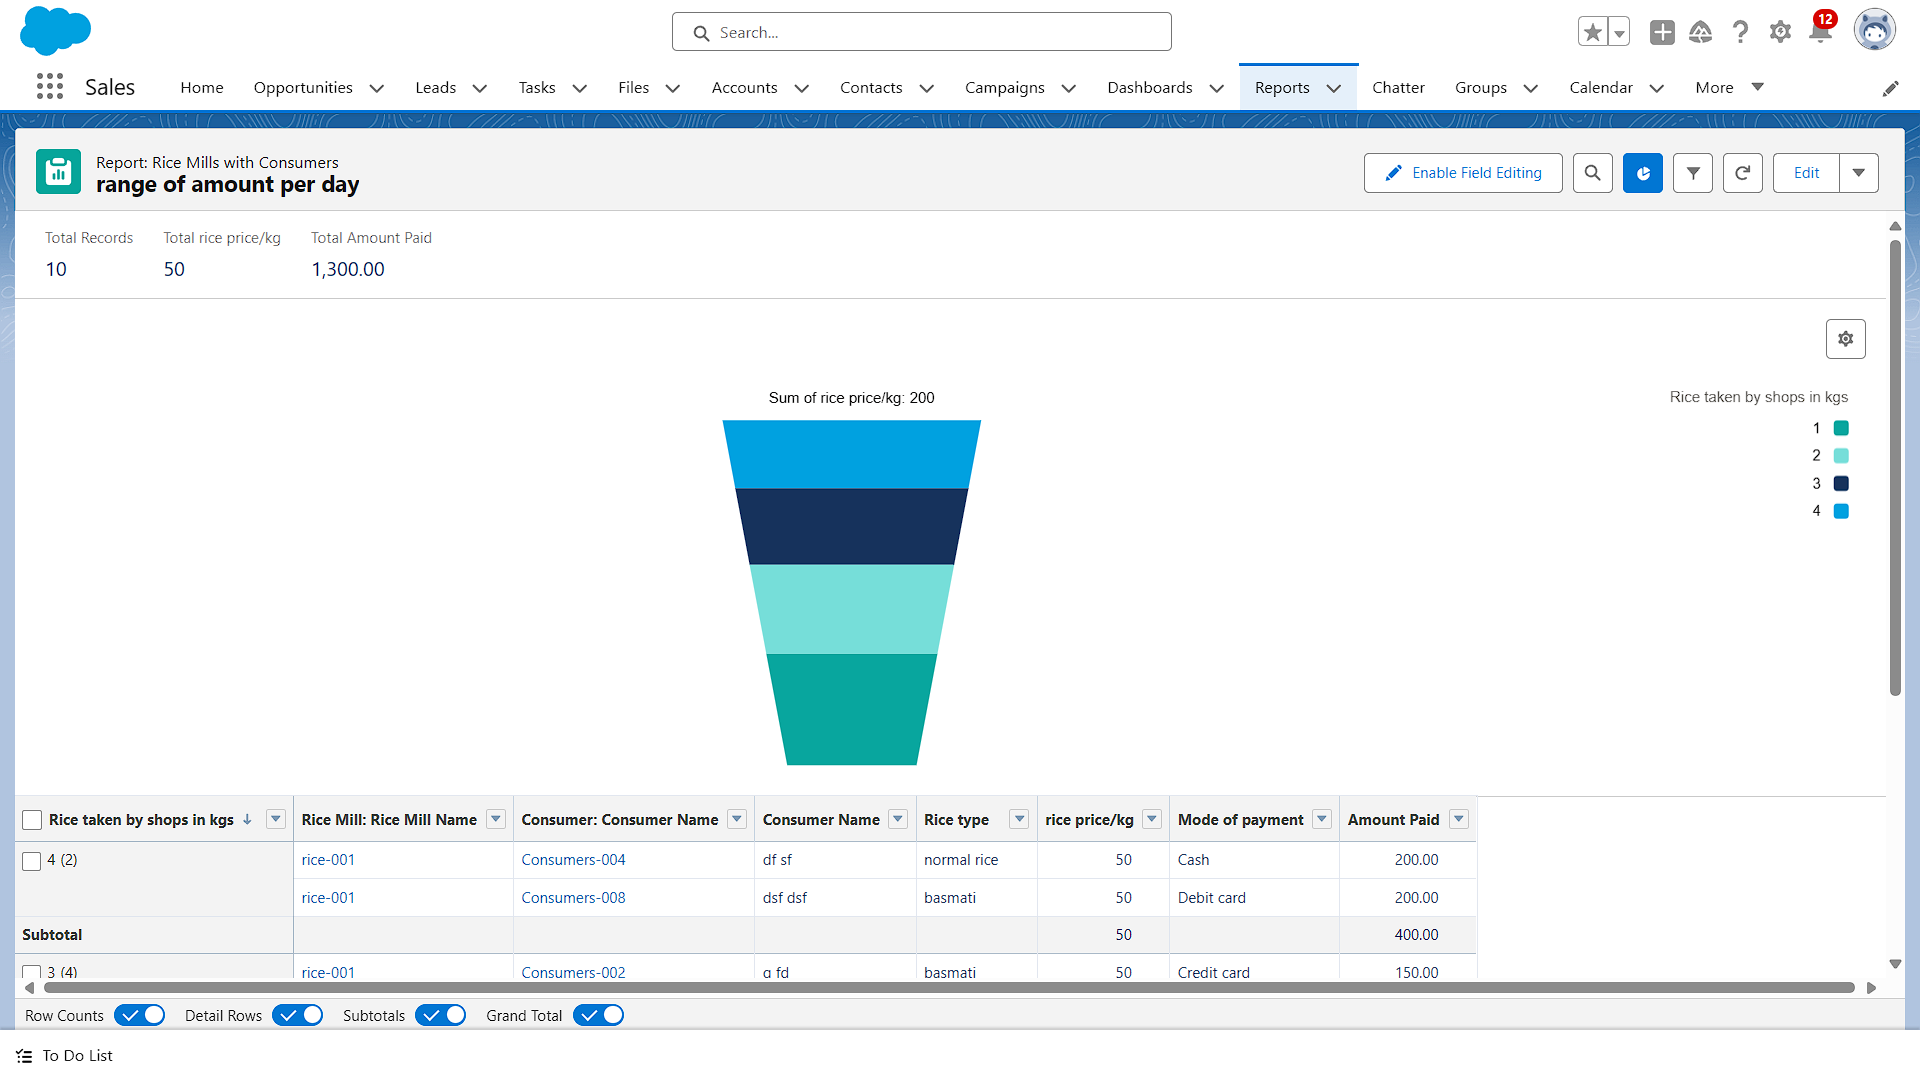 Search...
12
Sales
Home
Opportunities
Leads
Tasks
Files
Accounts
Contacts
Campaigns
Dashboards
Reports
Chatter
Groups
Calendar
More
Report: Rice Mills with Consumers
range of amount per day
Enable Field Editing
Edit
Total Records
Total rice price/kg
Total Amount Paid
10
50
1,300.00
Sum of rice price/kg: 200
Rice taken by shops in kgs
1
2
3
4
Rice taken by shops in kgs Rice Mill: Rice Mill Name Consumer: Consumer Name Consumer Name Rice type rice price/kg Mode of payment Amount Paid
4 (2) rice-001 Consumers-004 df sf normal rice 50 Cash 200.00
rice-001 Consumers-008 dsf dsf basmati 50 Debit card 200.00
Subtotal 50 400.00
3 (4) rice-001 Consumers-002 g fd basmati 50 Credit card 150.00
Row Counts
Detail Rows
Subtotals
Grand Total
To Do List